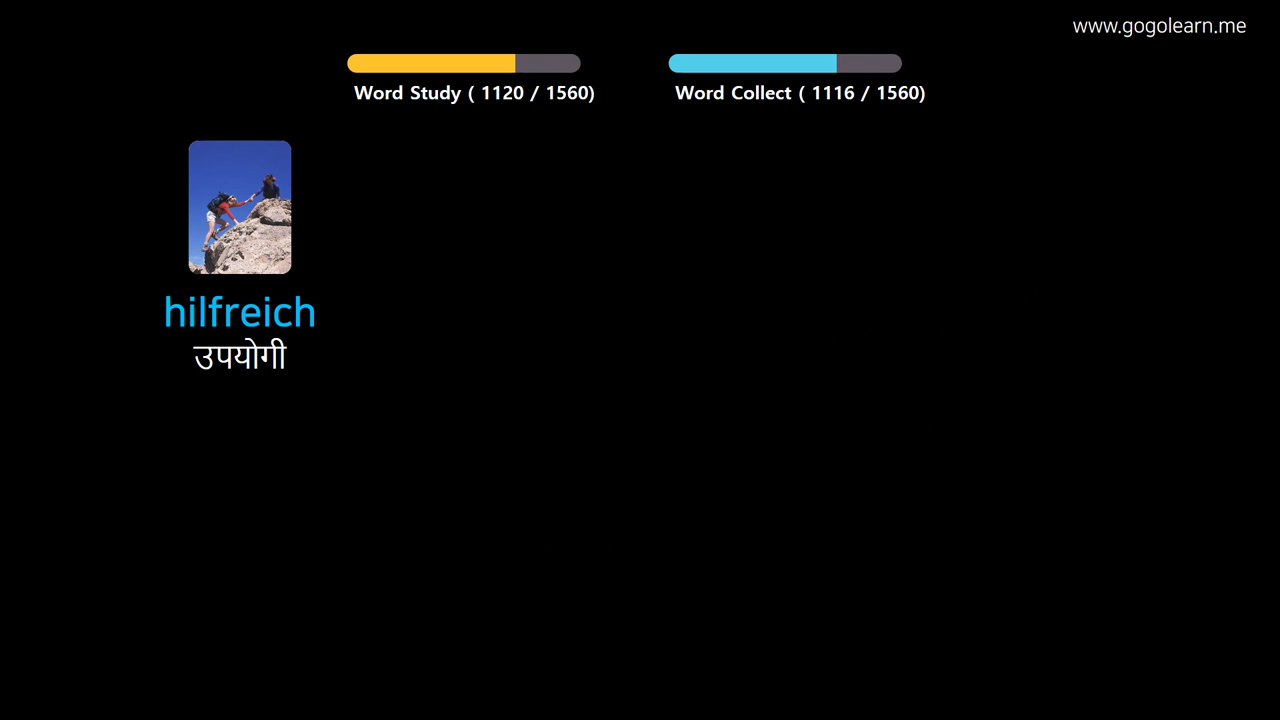 www.gogolearn.me
Word Study ( 1120 / 1560)
Word Collect ( 1116 / 1560)
hilfreich
उपयोगी